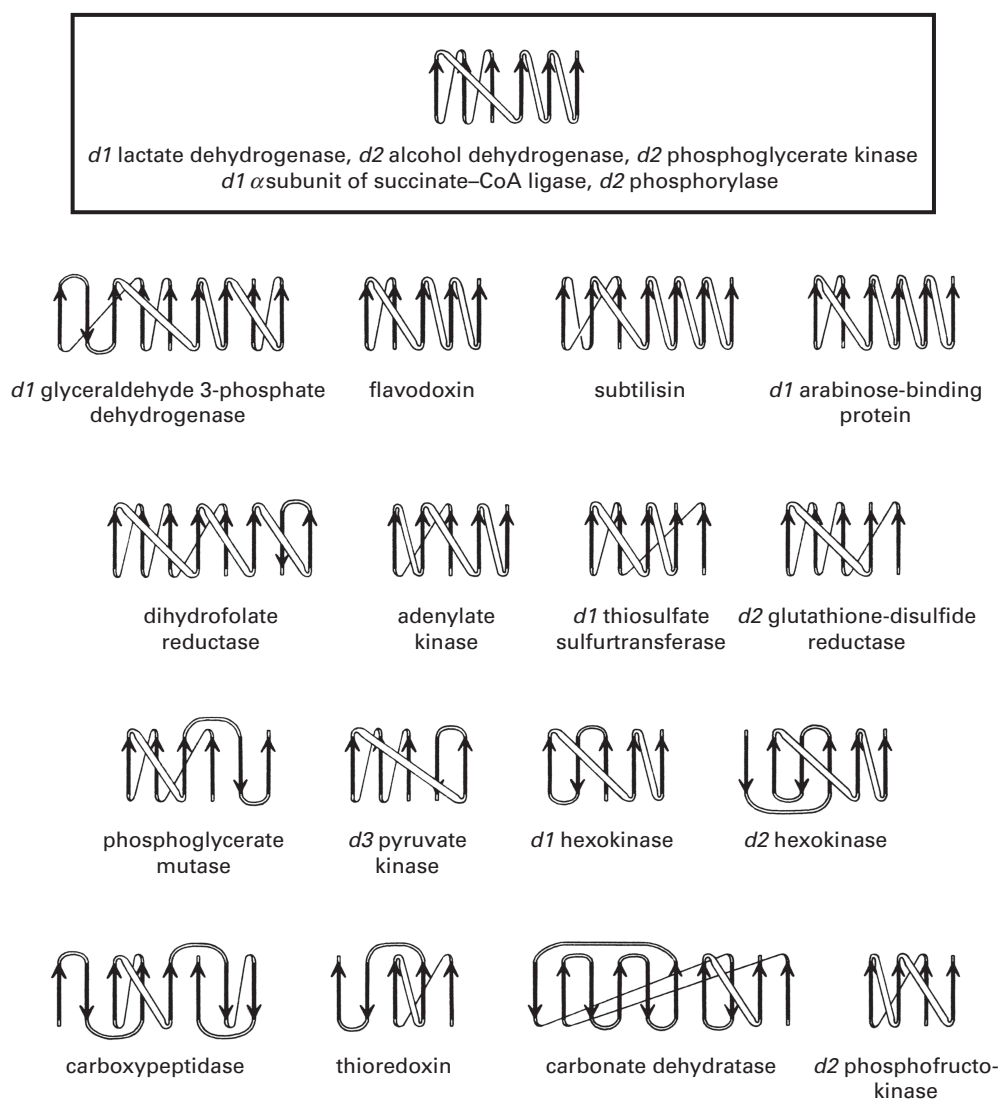 d1 lactate dehydrogenase, d2 alcohol dehydrogenase, d2 phosphoglycerate kinase
d1 α subunit of succinate–CoA ligase, d2 phosphorylase
d1 glyceraldehyde 3-phosphate
dehydrogenase
flavodoxin
subtilisin
d1 arabinose-binding
protein
dihydrofolate
reductase
adenylate
kinase
d1 thiosulfate
sulfurtransferase
d2 glutathione-disulfide
reductase
phosphoglycerate
mutase
d3 pyruvate
kinase
d1 hexokinase
d2 hexokinase
carboxypeptidase
thioredoxin
carbonate dehydratase
d2 phosphofructo-
kinase